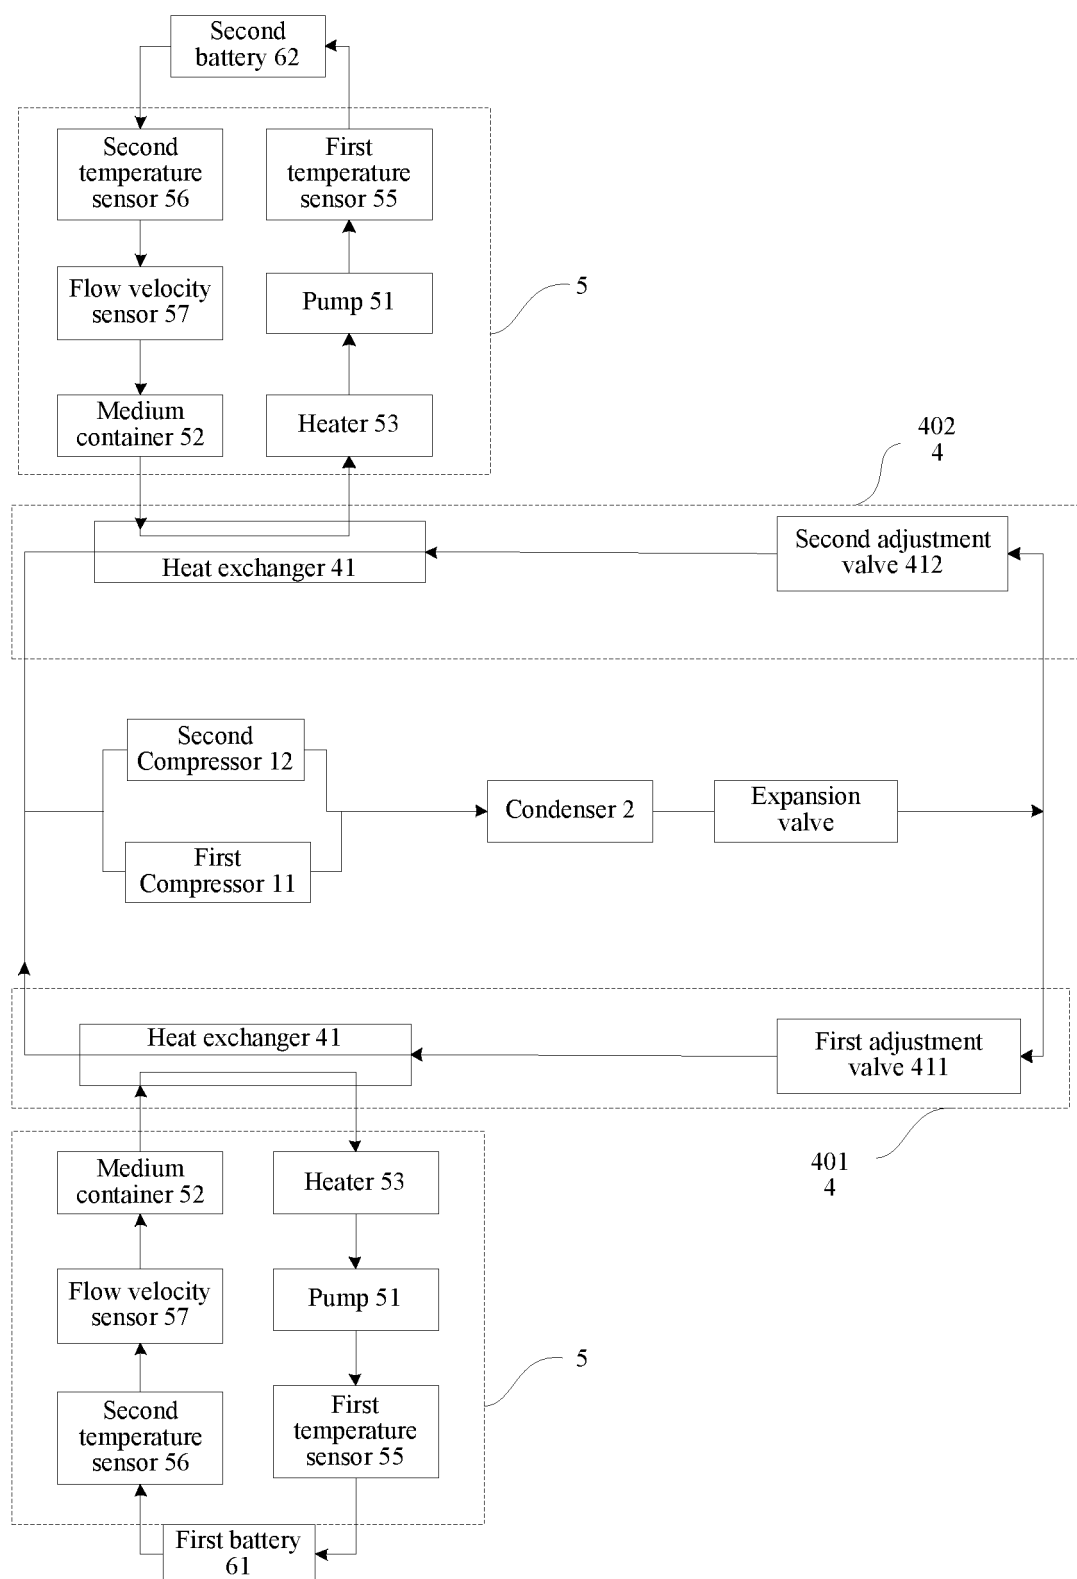 Second
battery 62
Second
temperature
sensor 56
First
temperature
sensor 55
Flow velocity
sensor 57
Pump 51
5
Medium
container 52
Heater 53
402
4
Heat exchanger 41
Second adjustment
valve 412
Second
Compressor 12
Condenser 2
Expansion
valve
First
Compressor 11
Heat exchanger 41
First adjustment
valve 411
401
4
Medium
container 52
Heater 53
Flow velocity
sensor 57
Pump 51
5
Second
temperature
sensor 56
First
temperature
sensor 55
First battery
61